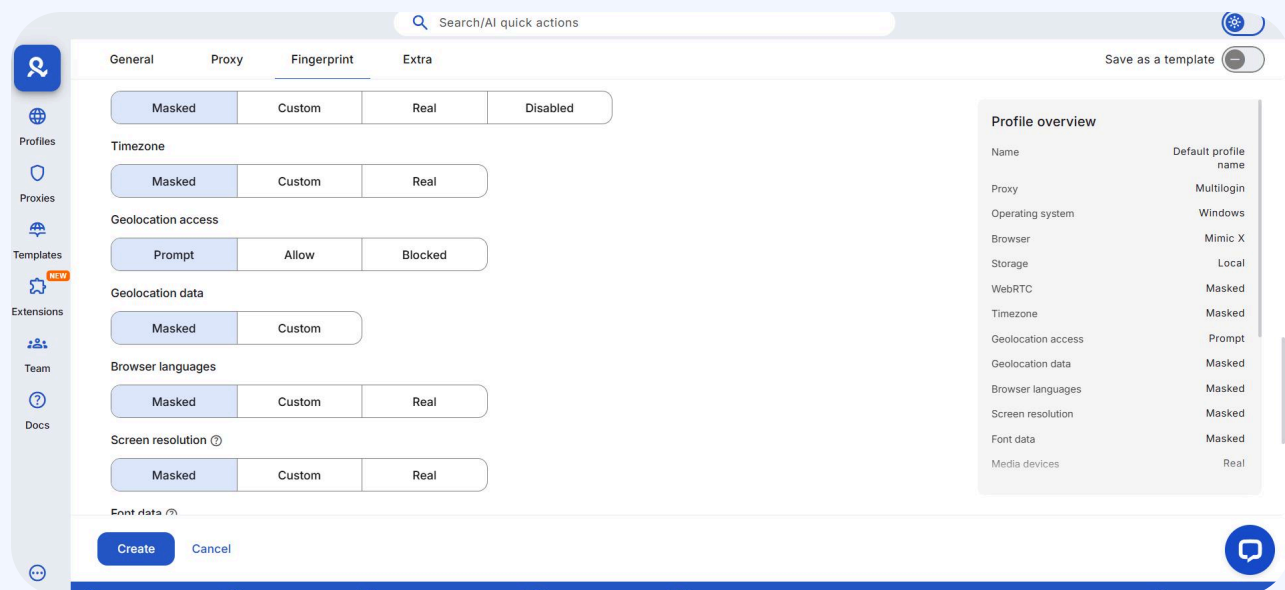 Search/AI quick actions
General Proxy Fingerprint Extra
Save as a template
Profiles
Proxies
Templates
NEW
Extensions
Team
Docs
Masked Custom Real Disabled
Timezone
Masked Custom Real
Geolocation access
Prompt Allow Blocked
Geolocation data
Masked Custom
Browser languages
Masked Custom Real
Screen resolution
Masked Custom Real
Font data
Create Cancel
Profile overview
Name Default profile
name
Proxy Multilogin
Operating system Windows
Browser Mimic X
Storage Local
WebRTC Masked
Timezone Masked
Geolocation access Prompt
Geolocation data Masked
Browser languages Masked
Screen resolution Masked
Font data Masked
Media devices Real